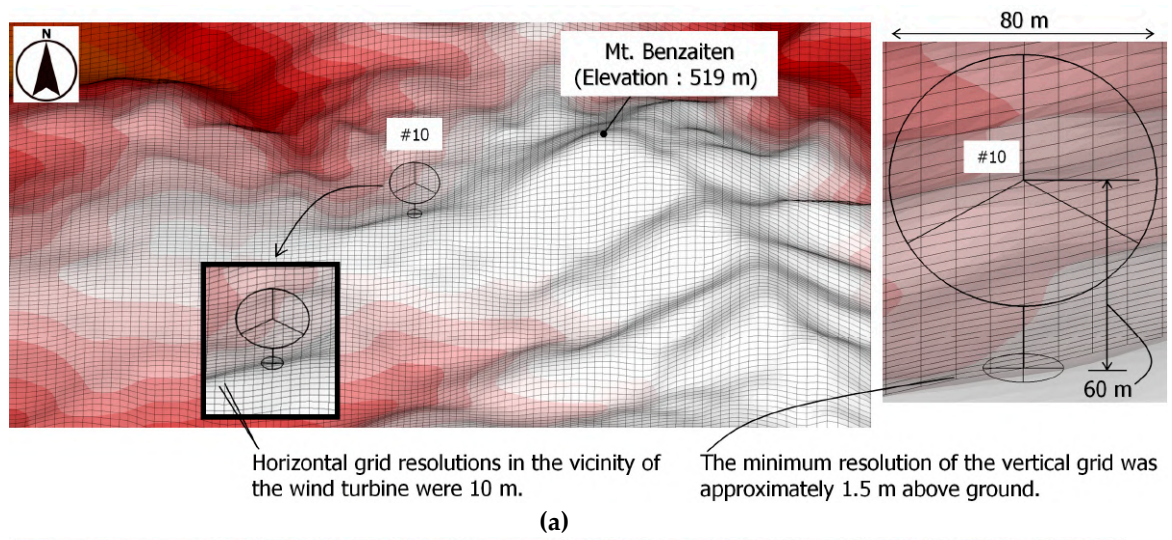 N
Mt. Benzaiten
(Elevation : 519 m)
#10
80 m
#10
60 m
Horizontal grid resolutions in the vicinity of
the wind turbine were 10 m.
The minimum resolution of the vertical grid was
approximately 1.5 m above ground.
(a)